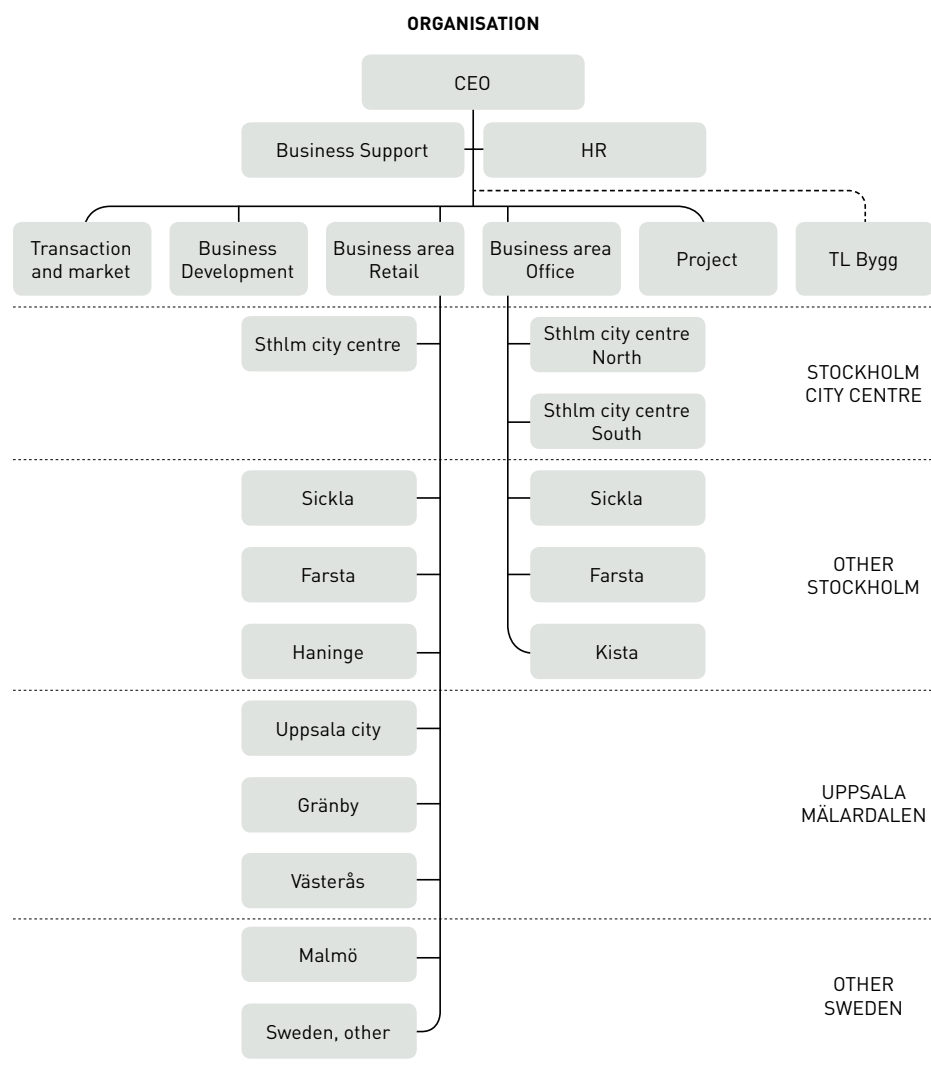 ORGANISATION
CEO
Business Support
HR
Transaction
and market
Business
Development
Business area
Retail
Business area
Office
Project
TL Bygg
Sthlm city centre
Sthlm city centre
North
Sthlm city centre
South
STOCKHOLM
CITY CENTRE
Sickla
Sickla
Farsta
Farsta
Haninge
Kista
OTHER
STOCKHOLM
Uppsala city
Gränby
Västerås
UPPSALA
MÄLARDALEN
Malmö
Sweden, other
OTHER
SWEDEN